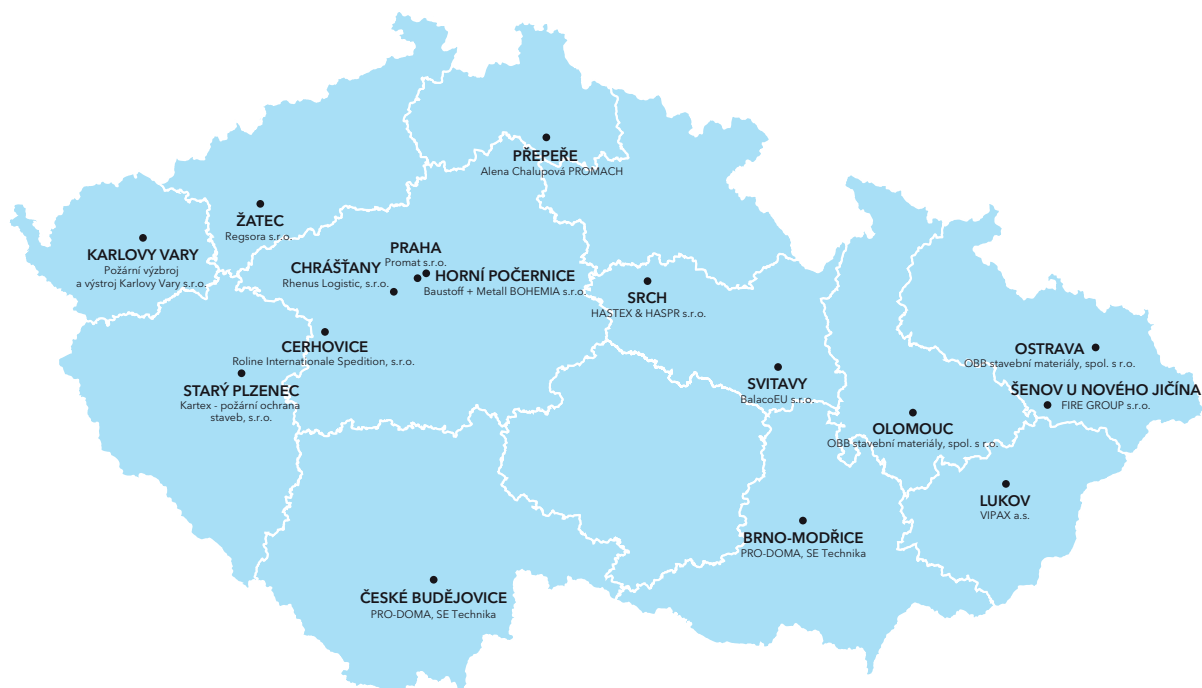 PŘEPEŘE
Alena Chalupová PROMACH
ŽATEC
Regsora s.r.o.
KARLOVY VARY
Požární výzbroj
a výstroj Karlovy Vary s.r.o.
PRAHA
Promat s.r.o.
CHRÁŠŤANY
Rhenus Logistic, s.r.o.
HORNÍ POČERNICE
Baustoff + Metall BOHEMIA s.r.o.
SRCH
HASTEX & HASPR s.r.o.
CERHOVICE
Roline Internationale Spedition, s.r.o.
STARÝ PLZENEC
Kartex - požární ochrana
staveb, s.r.o.
SVITAVY
BalacoEU s.r.o.
OSTRAVA
OBB stavební materiály, spol. s r.o.
ŠENOV U NOVÉHO JIČÍNA
FIRE GROUP s.r.o.
OLOMOUC
OBB stavební materiály, spol. s r.o.
LUKOV
VIPAX a.s.
BRNO-MODŘICE
PRO-DOMA, SE Technika
ČESKÉ BUDĚJOVICE
PRO-DOMA, SE Technika